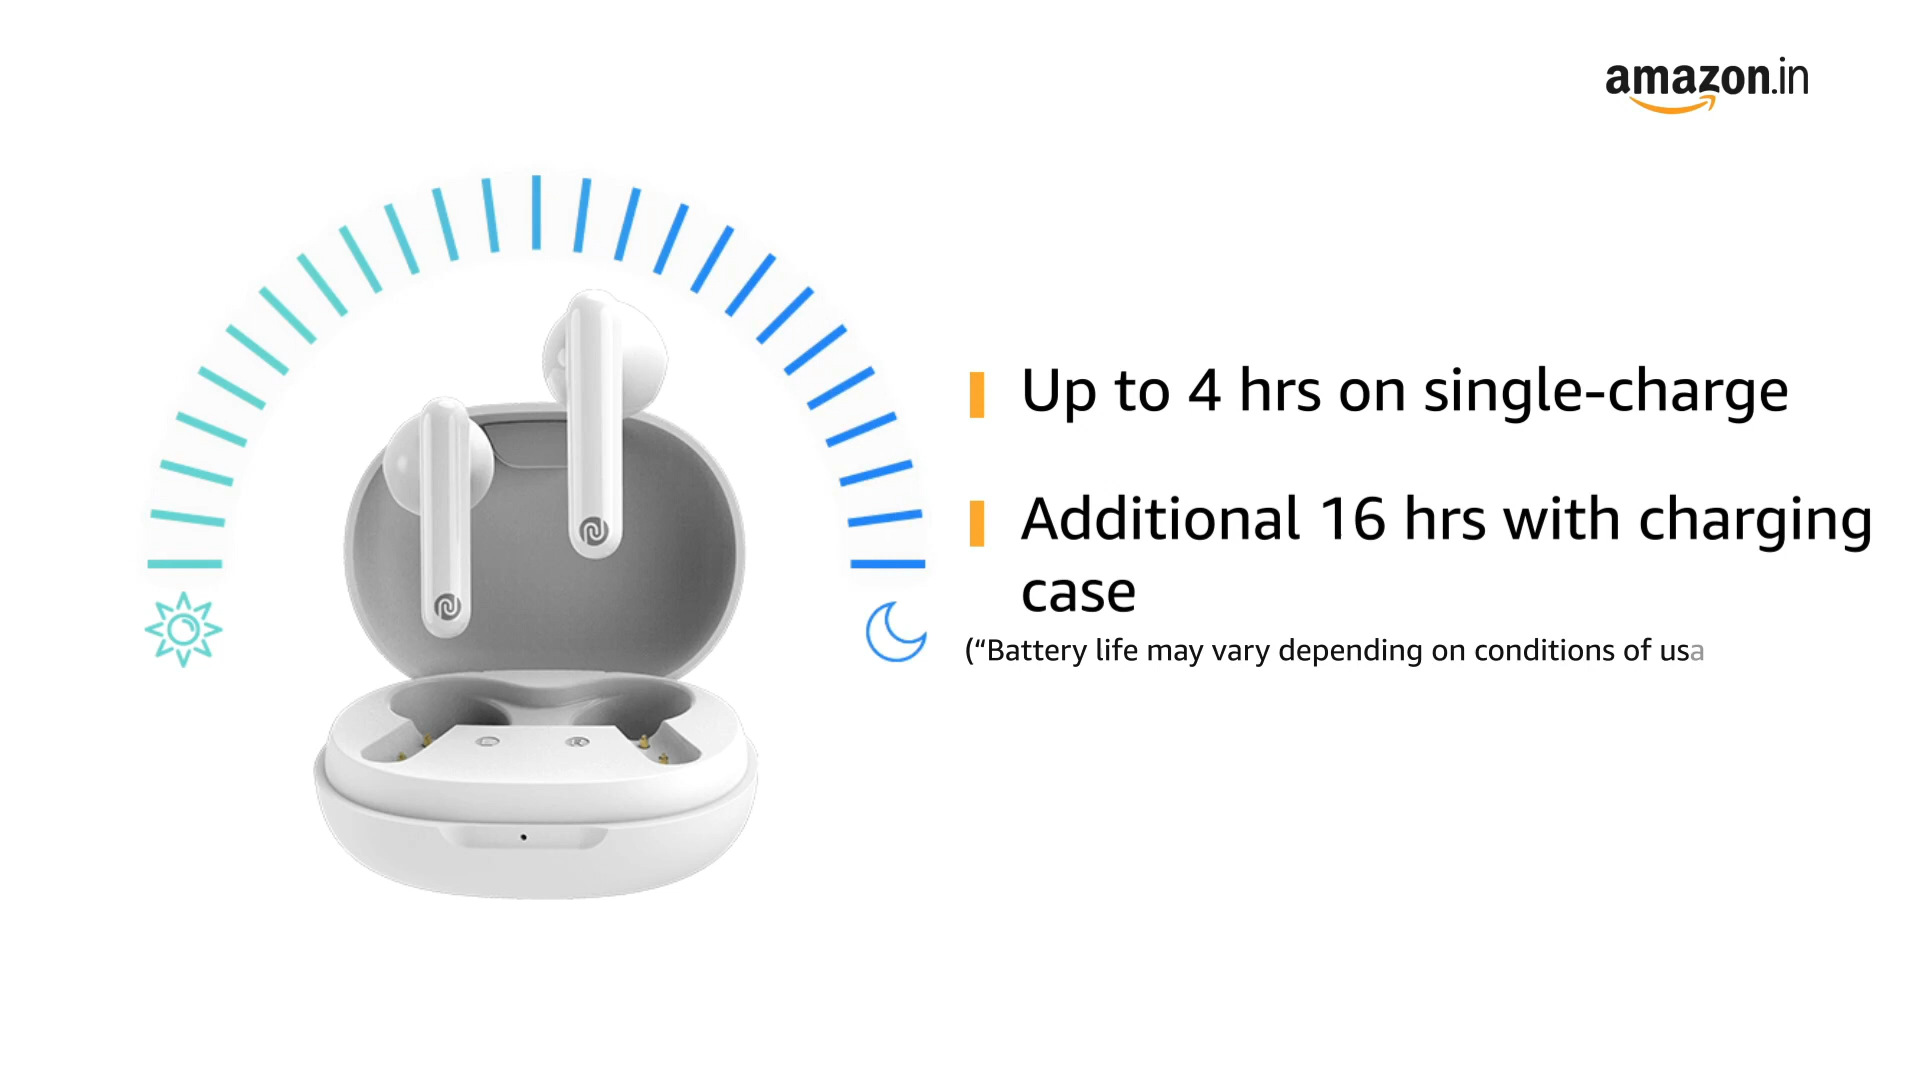 amazon.in
Up to 4 hrs on single-charge
Additional 16 hrs with charging
case
(“Battery life may vary depending on conditions of usa
R